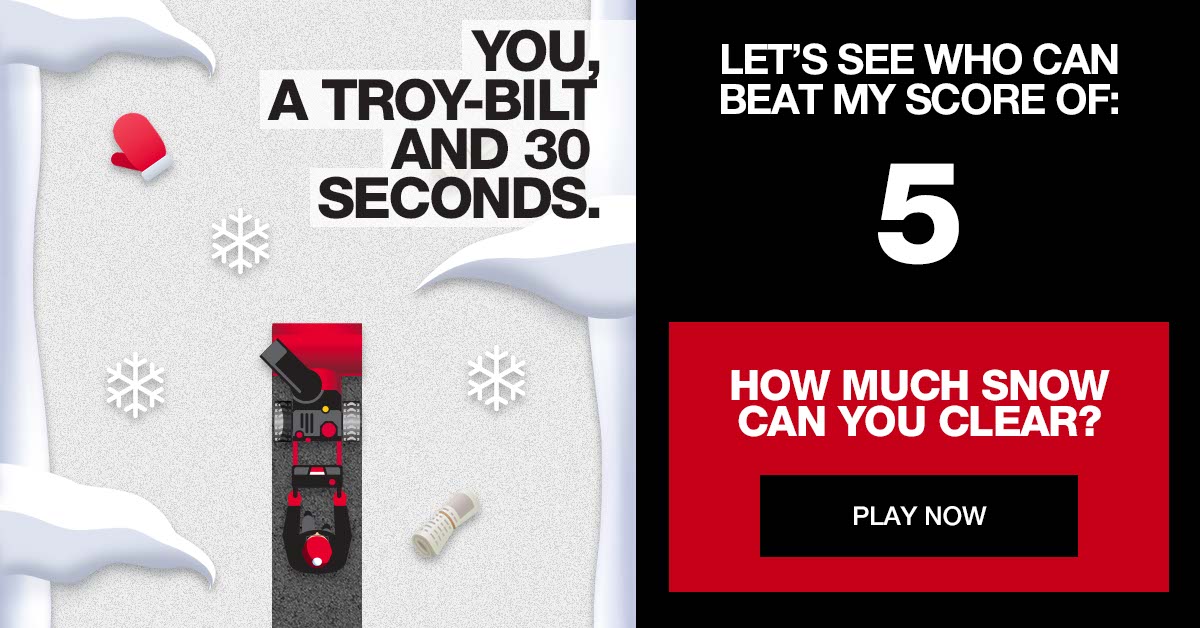 YOU,
A TROY-BILT
AND 30
SECONDS.
LET’S SEE WHO CAN
BEAT MY SCORE OF:
5
HOW MUCH SNOW
CAN YOU CLEAR?
PLAY NOW